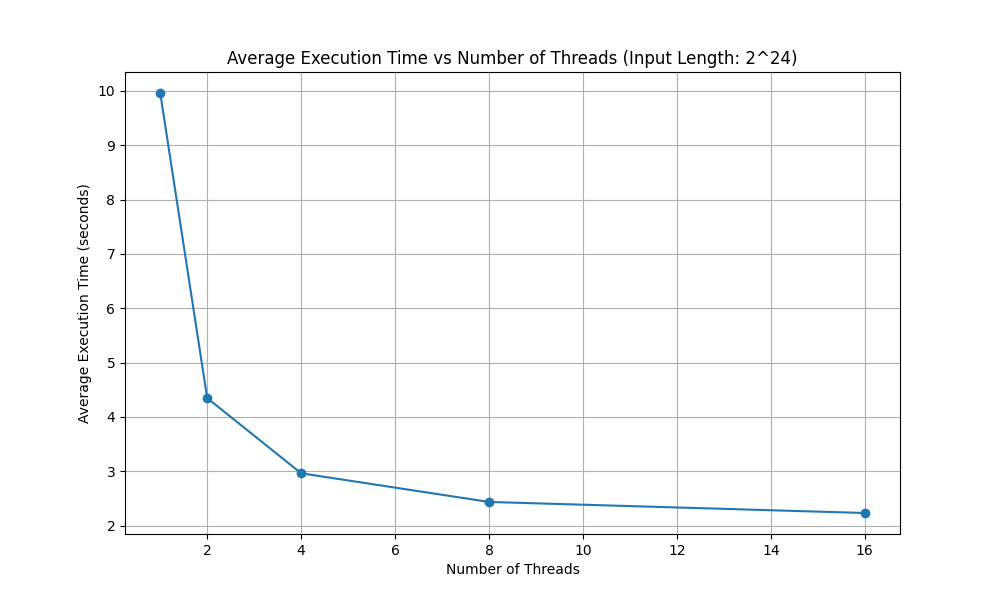 Average Execution Time vs Number of Threads (Input Length: 2^24)
10
9
8
7
6
5
4
3
2
Average Execution Time (seconds)
2 4 6 8 10 12 14 16
Number of Threads